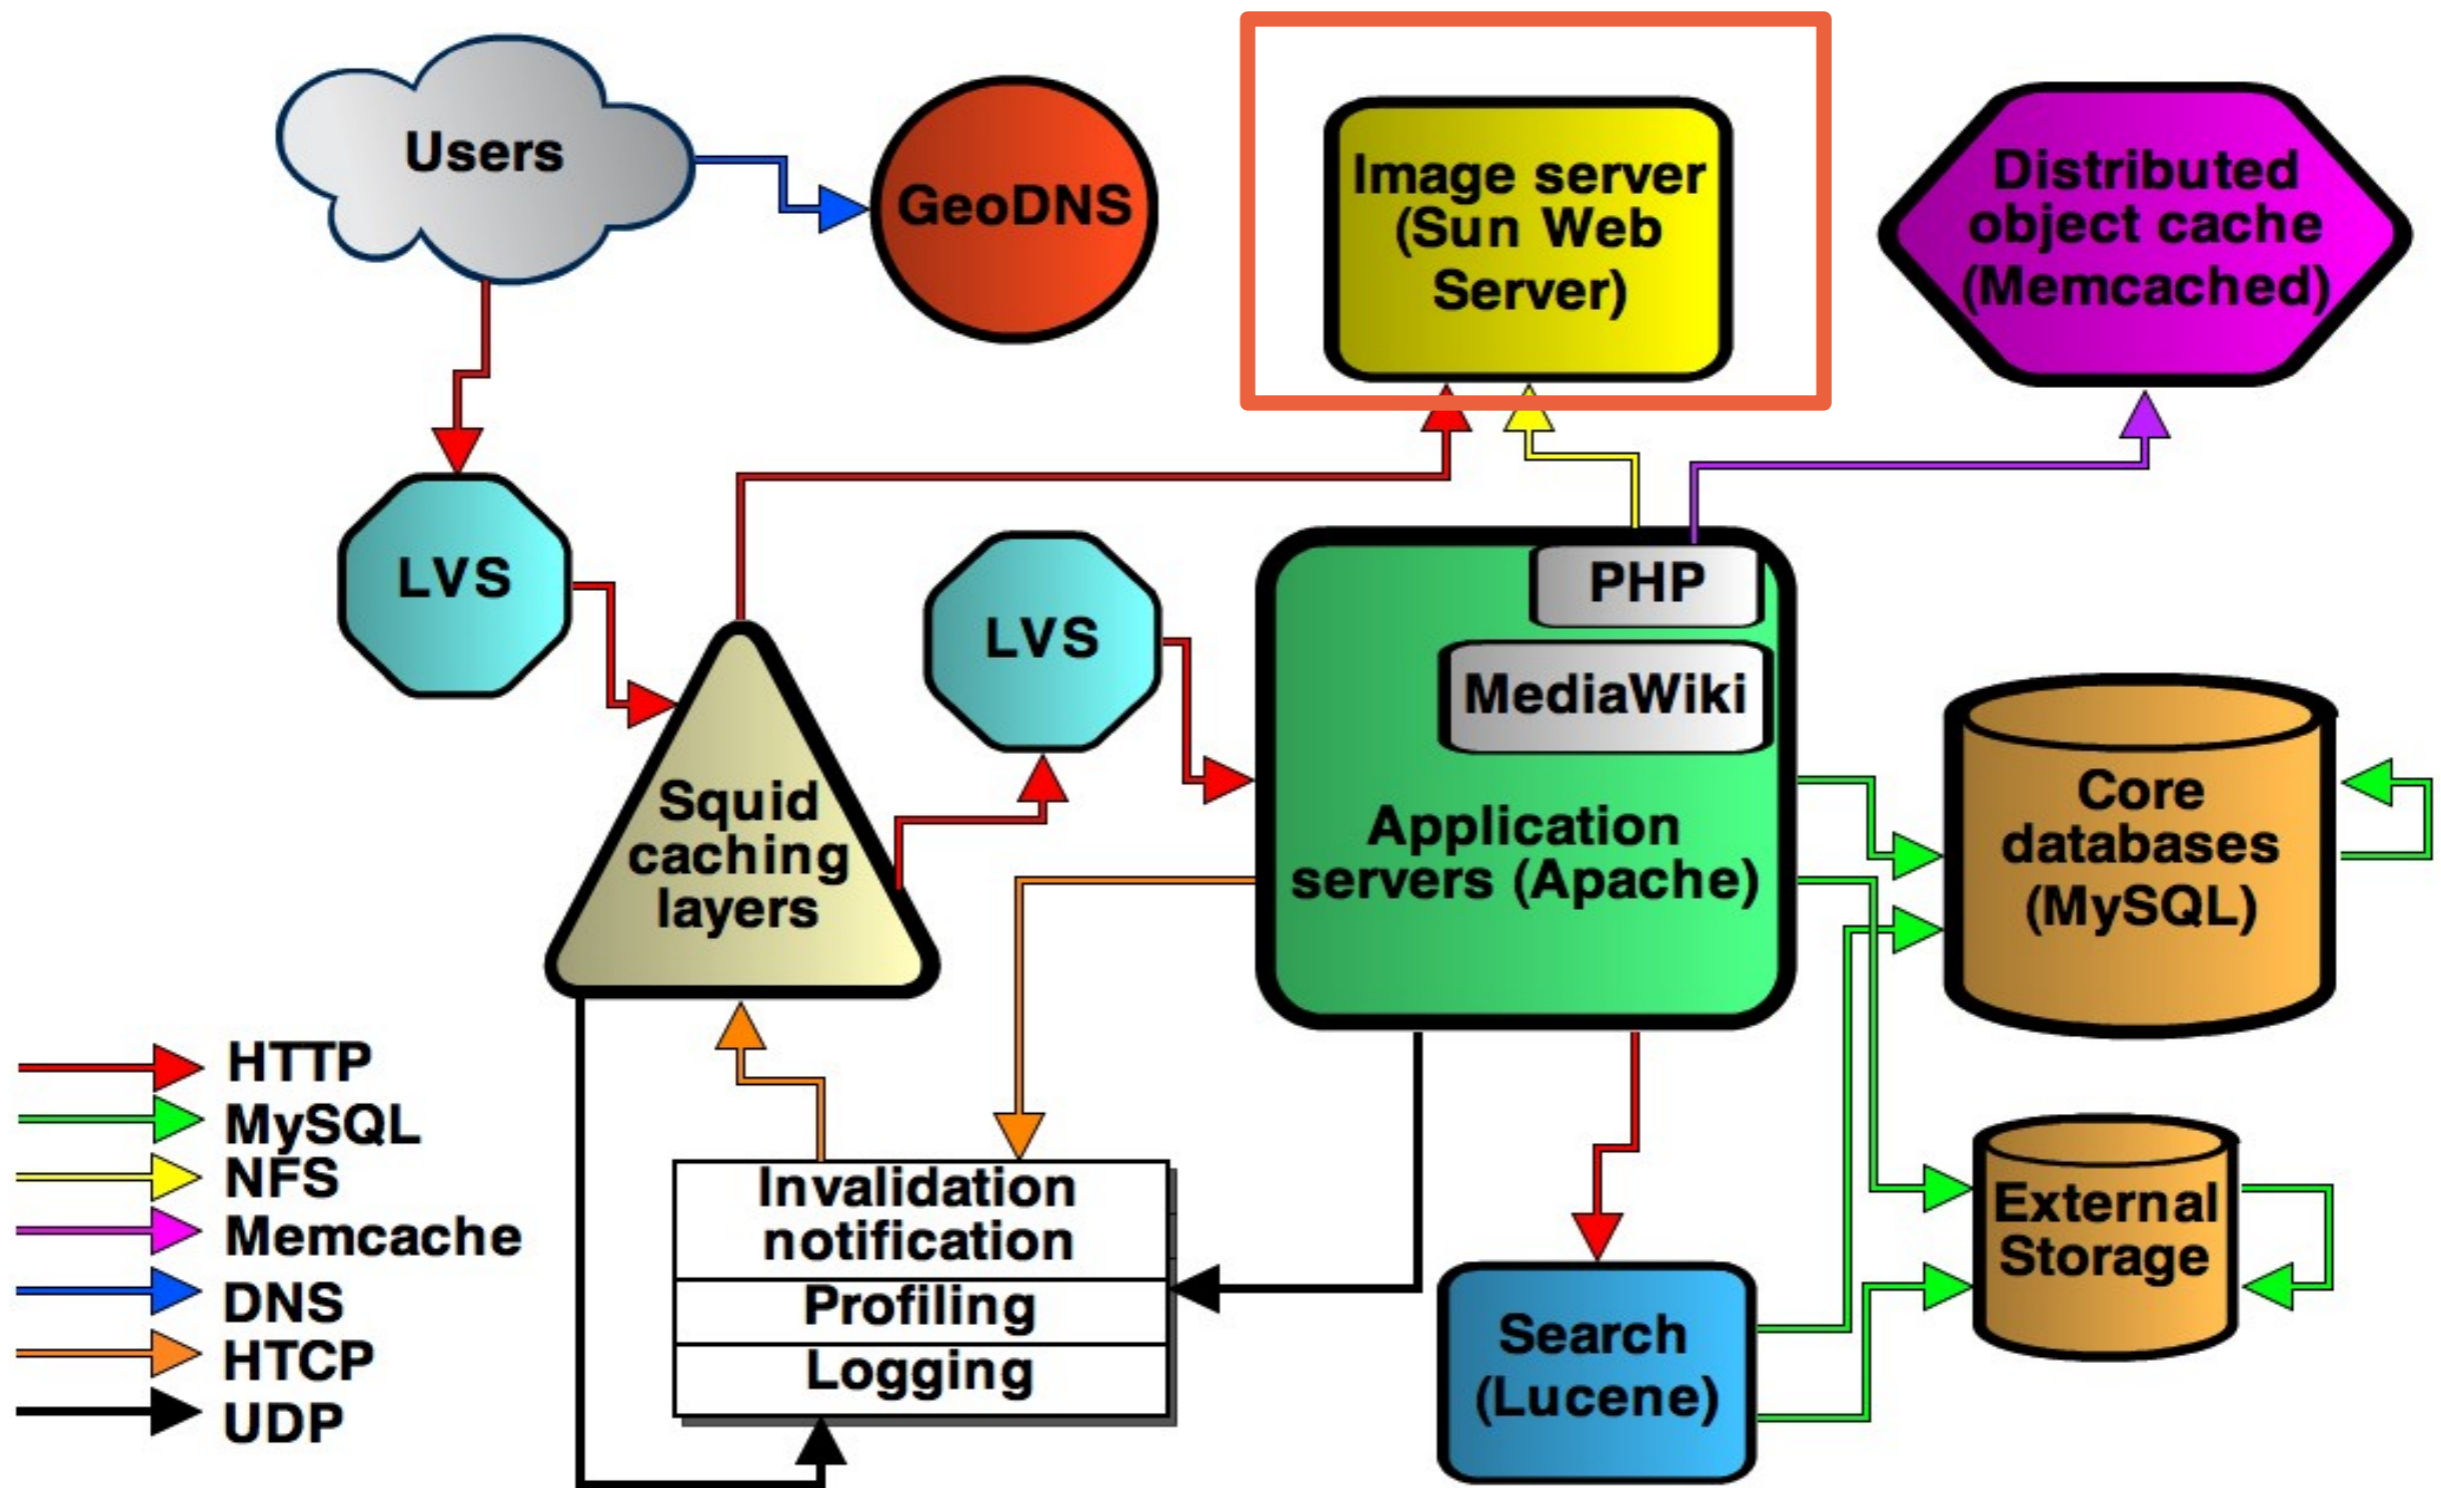 Users
GeoDNS
Image server
(Sun Web
Server)
Distributed
object cache
(Memcached)
LVS
LVS
PHP
MediaWiki
Squid
caching
layers
Application
servers (Apache)
Core
databases
(MySQL)
HTTP
MySQL
NFS
Memcache
DNS
HTCP
UDP
Invalidation
notification
Profiling
Logging
Search
(Lucene)
External
Storage